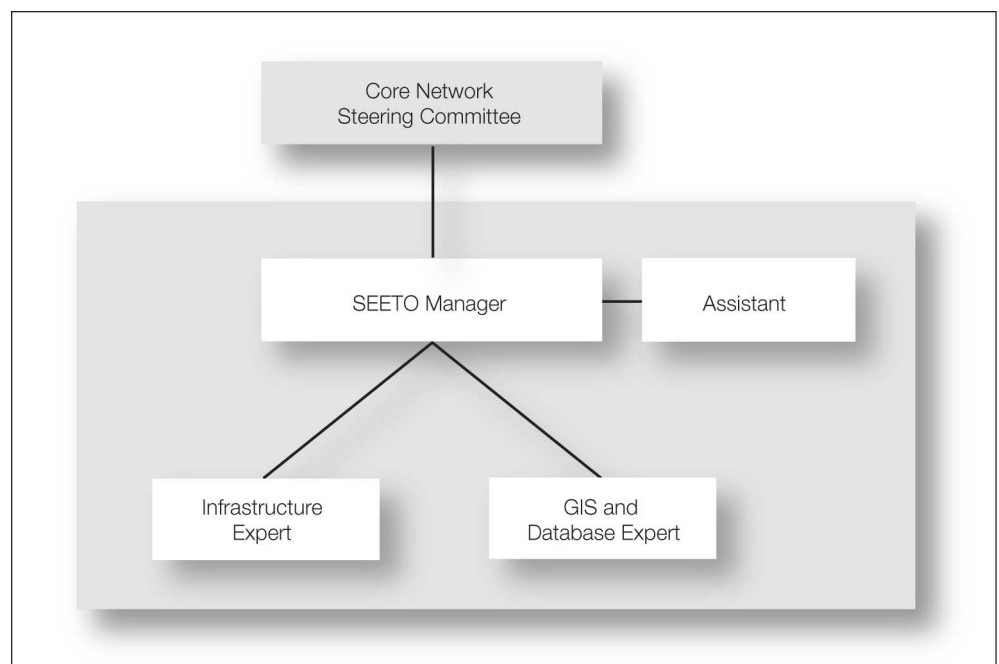 Core Network
Steering Committee
SEETO Manager
Assistant
Infrastructure
Expert
GIS and
Database Expert